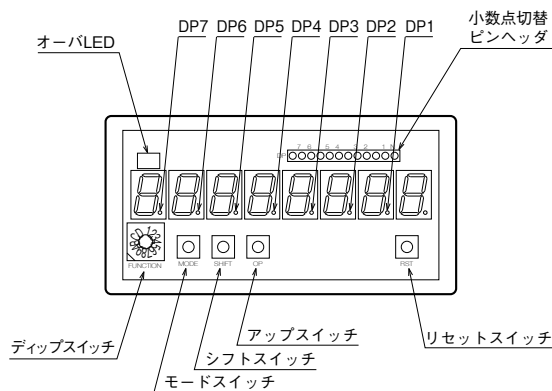 オーバLED
DP7 DP6 DP5 DP4 DP3 DP2 DP1
小数点切替
ピンヘッダ
7 6 5 4 3 2 1 N
DP
FUNCTION
MODE
SHIFT
RST
ディップスイッチ
アップスイッチ
シフトスイッチ
モードスイッチ
リセットスイッチ